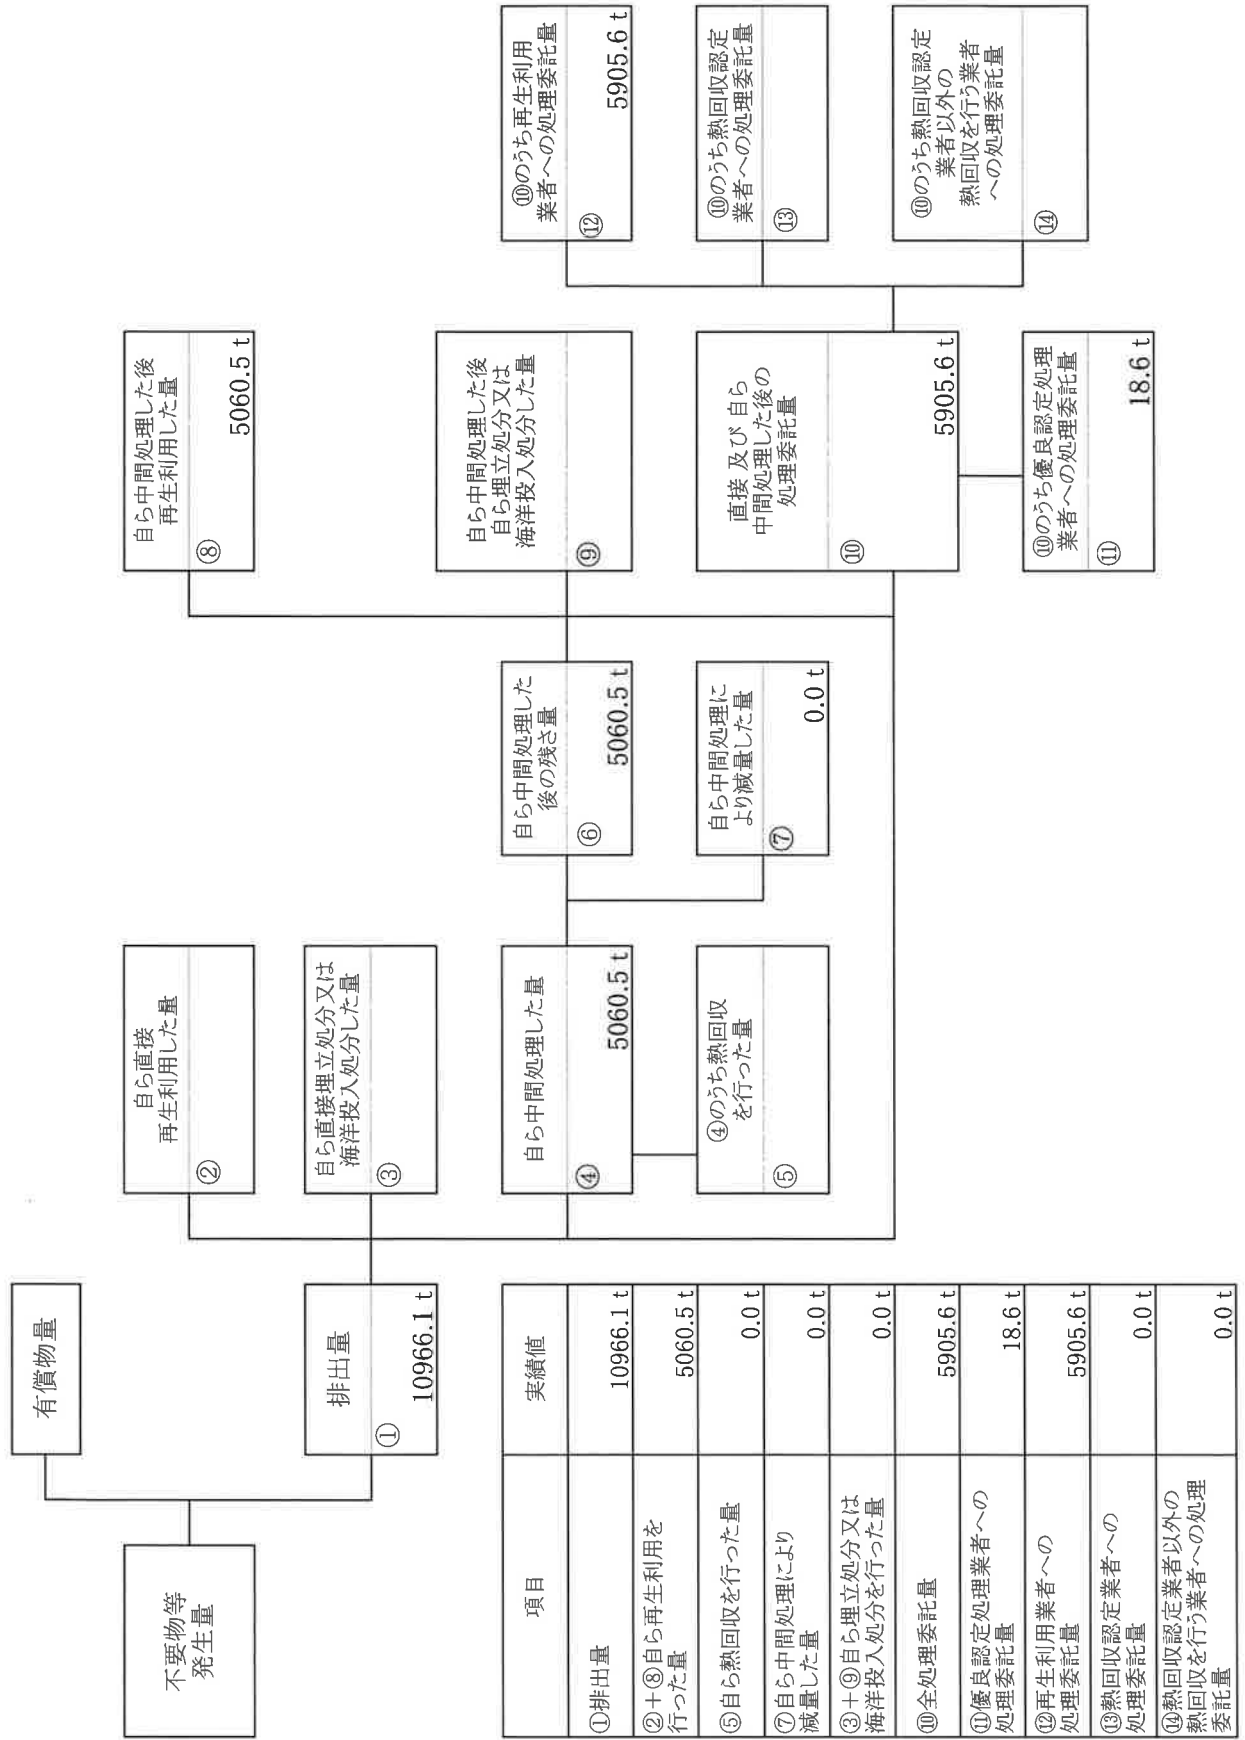 不要物等
発生量
有償物量
排出量
①
10966.1 t
自ら直接
再生利用した量
②
自ら直接埋立処分又は
海洋投入処分した量
③
自ら中間処理した量
④
5060.5 t
④のうち熱回収
を行った量
⑤
自ら中間処理した
後の残さ量
⑥
5060.5 t
自ら中間処理に
より減量した量
⑦
0.0 t
自ら中間処理した後
再生利用した量
⑧
5060.5 t
自ら中間処理した後
自ら埋立処分又は
海洋投入処分した量
⑨
直接 及び 自ら
中間処理した後の
処理委託量
⑩
5905.6 t
⑩のうち優良認定処理
業者への処理委託量
⑪
18.6 t
⑩のうち再生利用
業者への処理委託量
⑫
5905.6 t
⑩のうち熱回収認定
業者への処理委託量
⑬
⑩のうち熱回収認定
業者以外の
熱回収を行う業者
への処理委託量
⑭
項目
実績値
①排出量
10966.1 t
②+⑧自ら再生利用を
行った量
5060.5 t
⑤自ら熱回収を行った量
0.0 t
⑦自ら中間処理により
減量した量
0.0 t
③+⑨自ら埋立処分又は
海洋投入処分を行った量
0.0 t
⑩全処理委託量
5905.6 t
⑪優良認定処理業者への
処理委託量
18.6 t
⑫再生利用業者への
処理委託量
5905.6 t
⑬熱回収認定業者への
処理委託量
0.0 t
⑭熱回収認定業者以外の
熱回収を行う業者への処理
委託量
0.0 t